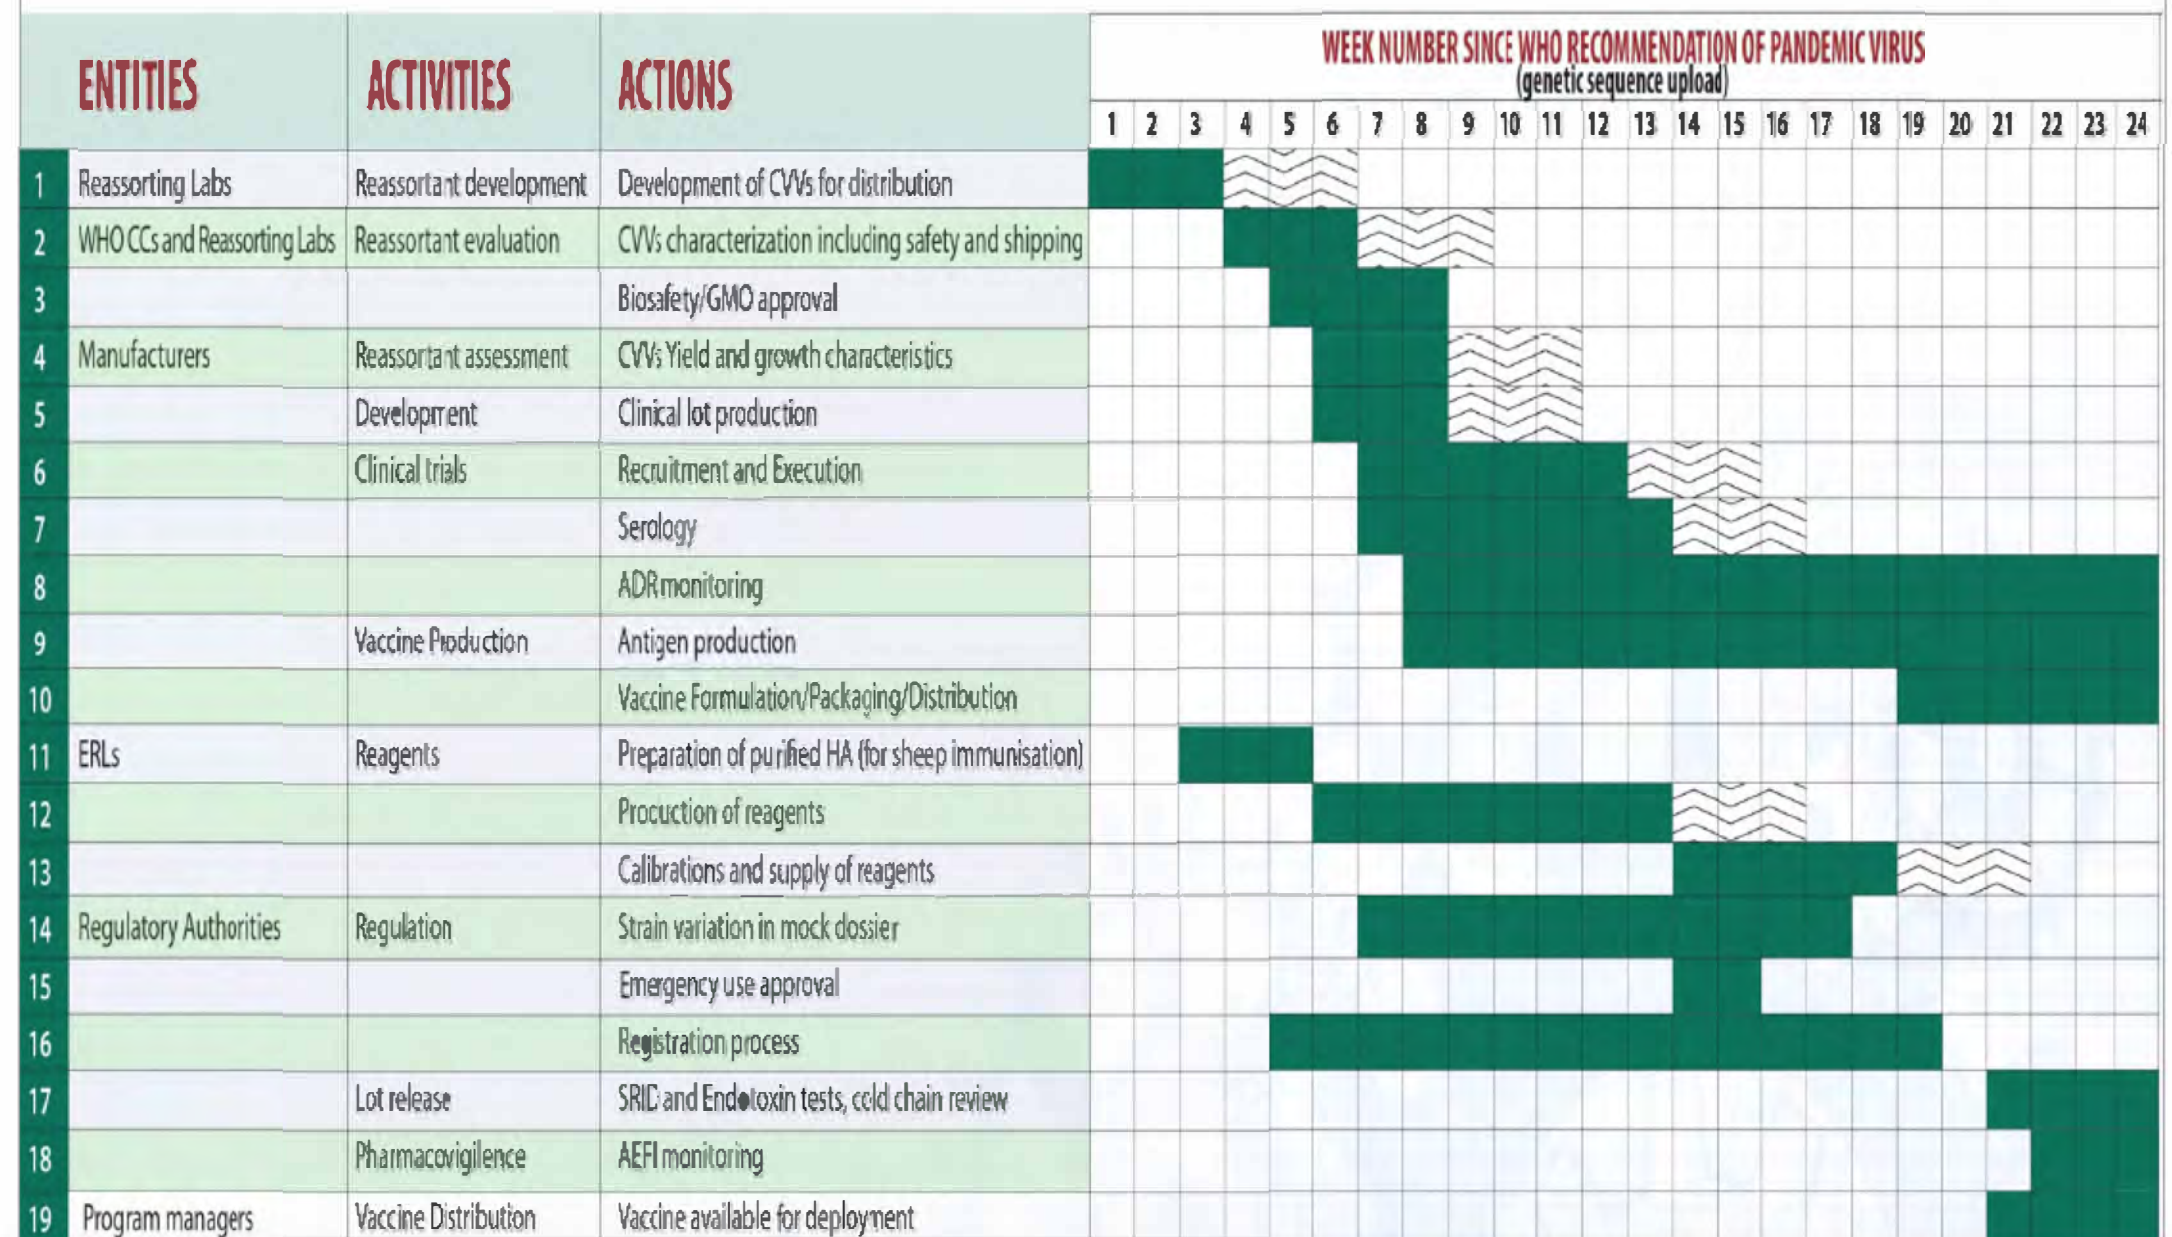 WEEK NUMBER SINCE WHO RECOMMENDATION OF PANDEMIC VIRUS
(genetic sequence upload)
ENTITIES ACTIVITIES ACTIONS
1 2 3 4 5 6 7 8 9 10 11 12 13 14 15 16 17 18 19 20 21 22 23 24
1 Reassorting Labs Reassortant development Development of CVVs for distribution
2 WHO CCs and Reassorting Labs Reassortant evaluation CVVs characterization including safety and shipping
3 Biosafety/GMO approval
4 Manufacturers Reassortant assessment CVVs Yield and growth characteristics
5 Development Clinical lot production
6 Clinical trials Recruitment and Execution
7 Serology
8 ADR monitoring
9 Vaccine Production Antigen production
10 Vaccine Formulation/Packaging/Distribution
11 ERLs Reagents Preparation of purified HA (for sheep immunisation)
12 Production of reagents
13 Calibrations and supply of reagents
14 Regulatory Authorities Regulation Strain variation in mock dossier
15 Emergency use approval
16 Registration process
17 Lot release SRID and Endotoxin tests, cold chain review
18 Pharmacovigilence AEFI monitoring
19 Program managers Vaccine Distribution Vaccine available for deployment